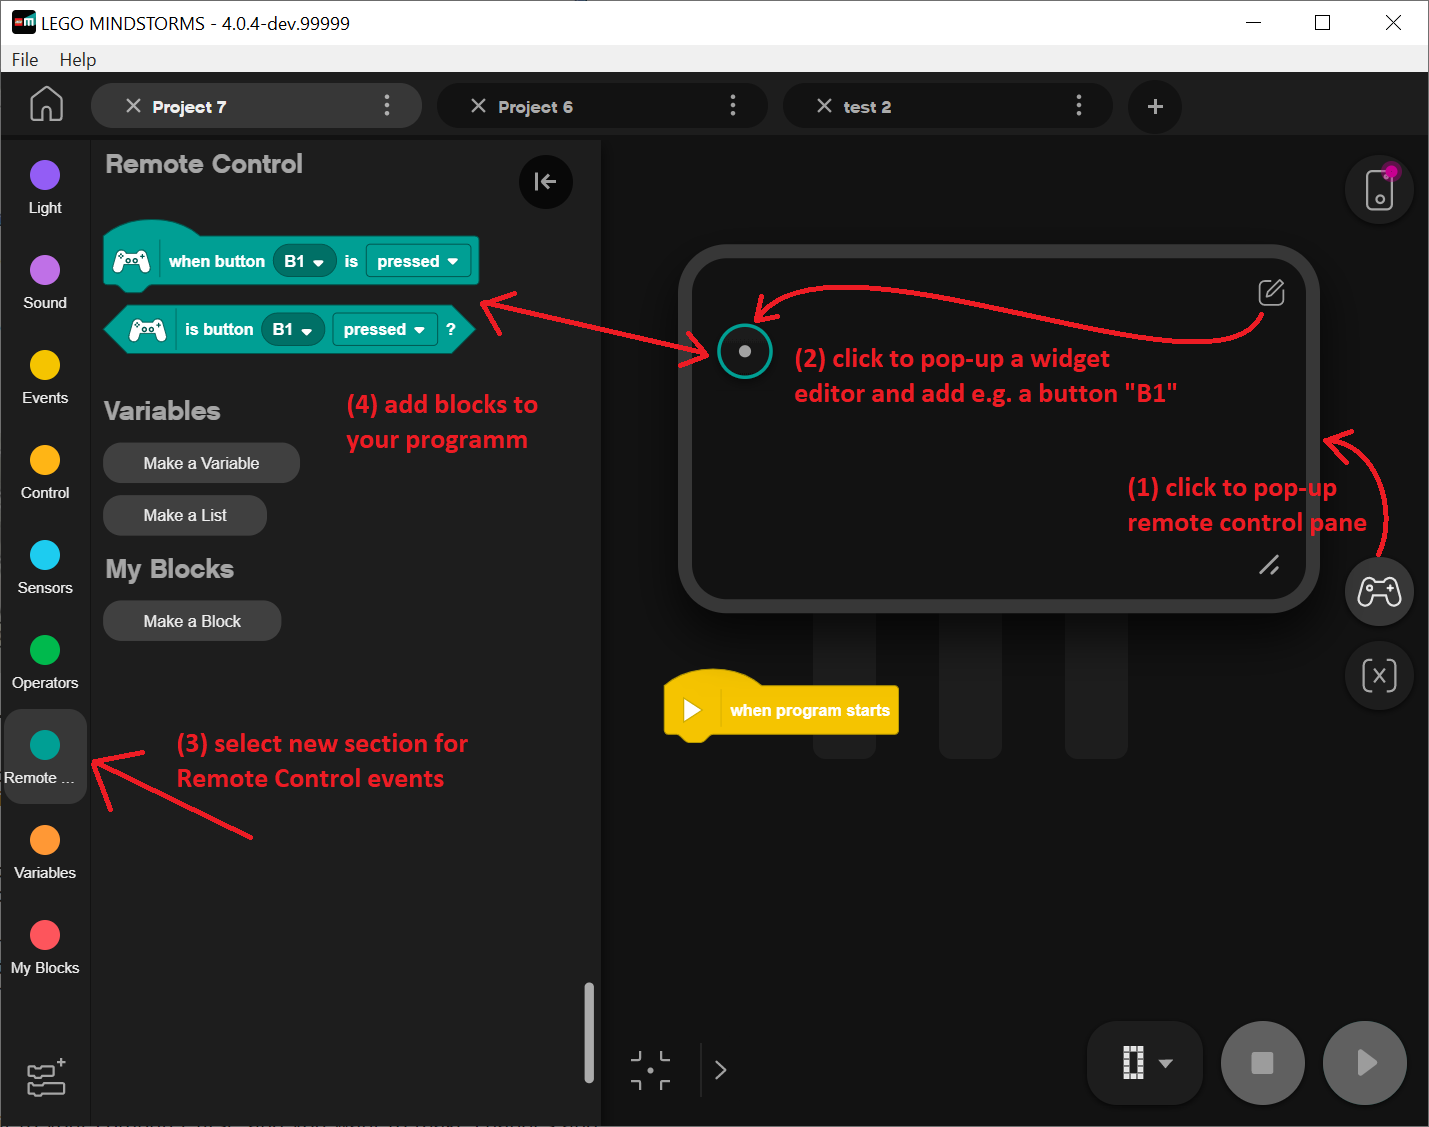 LEGO MINDSTORMS - 4.0.4-dev.99999
File Help
Project 7
Project 6
test 2
Remote Control
Light
Sound
Events
Control
Sensors
Operators
Remote ...
Variables
My Blocks
when button B1 is pressed
is button B1 pressed ?
Variables
Make a Variable
Make a List
My Blocks
Make a Block
(4) add blocks to
your programm
(3) select new section for
Remote Control events
(2) click to pop-up a widget
editor and add e.g. a button "B1"
(1) click to pop-up
remote control pane
when program starts